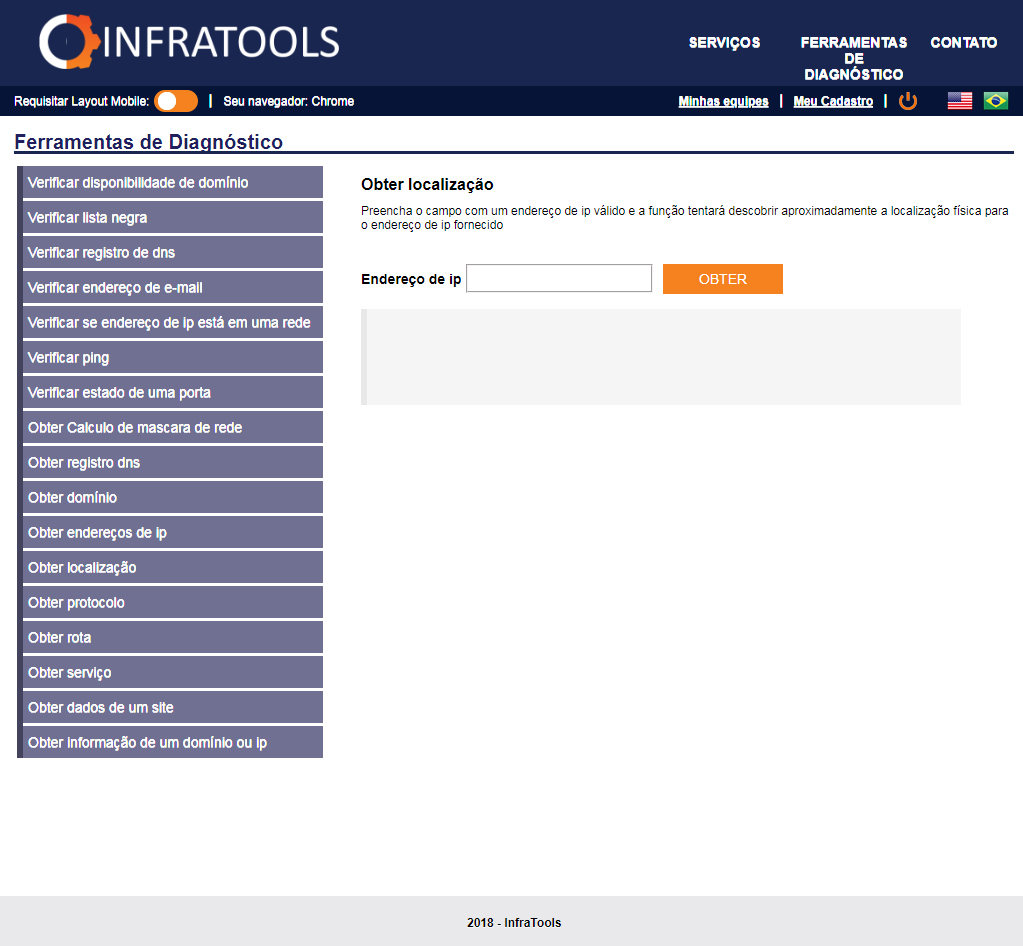 INFRATOOLS
SERVIÇOS
FERRAMENTAS
DE
DIAGNÓSTICO
CONTATO
Requisitar Layout Mobile: | Seu navegador: Chrome
Minhas equipes | Meu Cadastro |
Ferramentas de Diagnóstico
Verificar disponibilidade de domínio
Verificar lista negra
Verificar registro de dns
Verificar endereço de e-mail
Verificar se endereço de ip está em uma rede
Verificar ping
Verificar estado de uma porta
Obter Calculo de mascara de rede
Obter registro dns
Obter domínio
Obter endereços de ip
Obter localização
Obter protocolo
Obter rota
Obter serviço
Obter dados de um site
Obter informação de um domínio ou ip
Obter localização
Preencha o campo com um endereço de ip válido e a função tentará descobrir aproximadamente a localização física para
o endereço de ip fornecido
Endereço de ip
OBTER
2018 - InfraTools